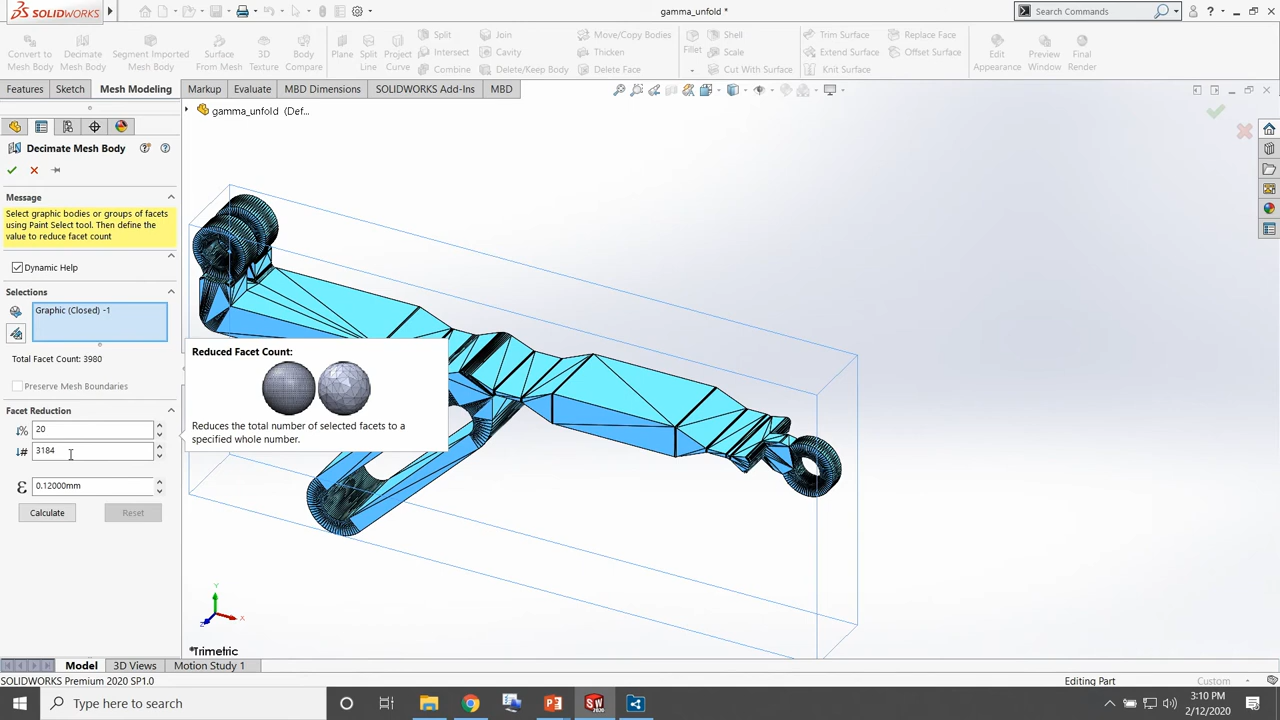 SOLIDWORKS
gamma_unfold *
Search Commands
Convert to Mesh Body
Decimate Mesh Body
Segment Imported Mesh Body
Surface From Mesh
3D Texture
Body Compare
Plane
Split Line
Project Curve
Split
Intersect
Combine
Join
Cavity
Delete/Keep Body
Move/Copy Bodies
Thicken
Delete Face
Fillet
Shell
Scale
Cut With Surface
Trim Surface
Extend Surface
Knit Surface
Replace Face
Offset Surface
Edit Appearance
Preview Window
Final Render
Features
Sketch
Mesh Modeling
Markup
Evaluate
MBD Dimensions
SOLIDWORKS Add-Ins
MBD
gamma_unfold (Def...
Decimate Mesh Body
Message
Select graphic bodies or groups of facets
using Paint Select tool. Then define the
value to reduce facet count
Dynamic Help
Selections
Graphic (Closed) -1
Total Facet Count: 3980
Preserve Mesh Boundaries
Facet Reduction
↓% 20
↓# 3184
ε 0.12000mm
Calculate
Reset
Reduced Facet Count:
Reduces the total number of selected facets to a
specified whole number.
Y
X
Z
*Trimetric
Model
3D Views
Motion Study 1
SOLIDWORKS Premium 2020 SP1.0
Editing Part
Custom
Type here to search
3:10 PM
2/12/2020